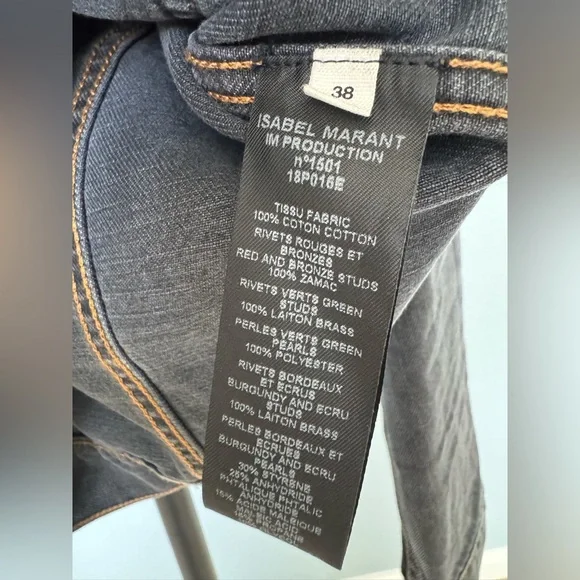 38
ISABEL MARANT
IM PRODUCTION
n°1501
18P016E
TISSU FABRIC
100% COTON COTTON
RIVETS ROUGES ET
BRONZES
RED AND BRONZE STUDS
100% ZAMAC
RIVETS VERTS GREEN
STUDS
100% LAITON BRASS
PERLES VERTS GREEN
PEARLS
100% POLYESTER
RIVETS BORDEAUX
ET ECRUS
BURGUNDY AND ECRU
STUDS
100% LAITON BRASS
PERLES BORDEAUX ET
ECRUES
BURGUNDY AND ECRU
PEARLS
30% STYRENE
25% ANHYDRIDE
PHTALIQUE PHTALIC
ANHYDRIDE
15% ACIDE MALEIQUE